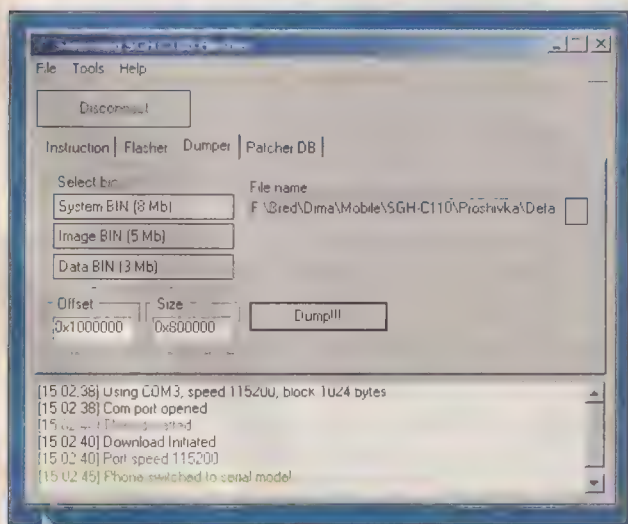 File Tools Help
Disconnect
Instruction Flasher Dumper Patcher DB
Select bin
File name
System BIN (8 Mb)
F:\Bred\Dima\Mobile\SGH-C110\Proshivka\Defa
Image BIN (5 Mb)
Data BIN (3 Mb)
Offset Size
0x1000000 0x800000 Dump!!!
[15:02:38] Using COM3, speed 115200, block 1024 bytes
[15:02:38] Com port opened
[15:02:40] Download Initiated
[15:02:40] Port speed 115200
[15:02:45] Phone switched to serial mode!